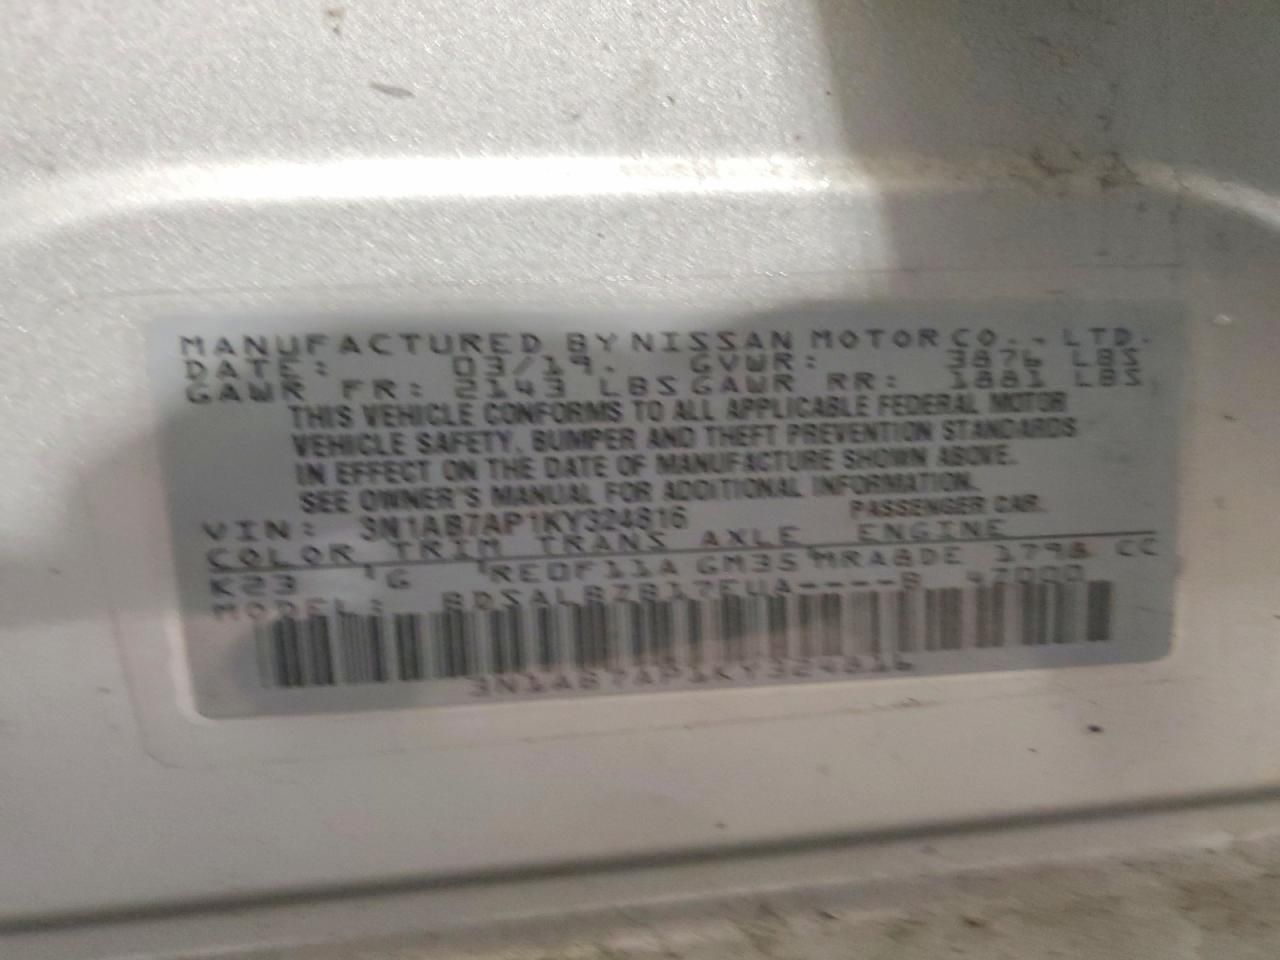 MANUFACTURED BY NISSAN MOTOR CO., LTD.
DATE: 03/19. GVWR: 3876 LBS
GAWR FR: 2143 LBS GAWR RR: 1881 LBS
THIS VEHICLE CONFORMS TO ALL APPLICABLE FEDERAL MOTOR
VEHICLE SAFETY, BUMPER AND THEFT PREVENTION STANDARDS
IN EFFECT ON THE DATE OF MANUFACTURE SHOWN ABOVE.
SEE OWNER'S MANUAL FOR ADDITIONAL INFORMATION.
VIN: 3N1AB7AP1KY324816 PASSENGER CAR.
COLOR TRIM TRANS AXLE ENGINE
K23 G RE0F11A GM35 MRA8DE 1798 CC
MODEL:
3N1AB7AP1KY324816